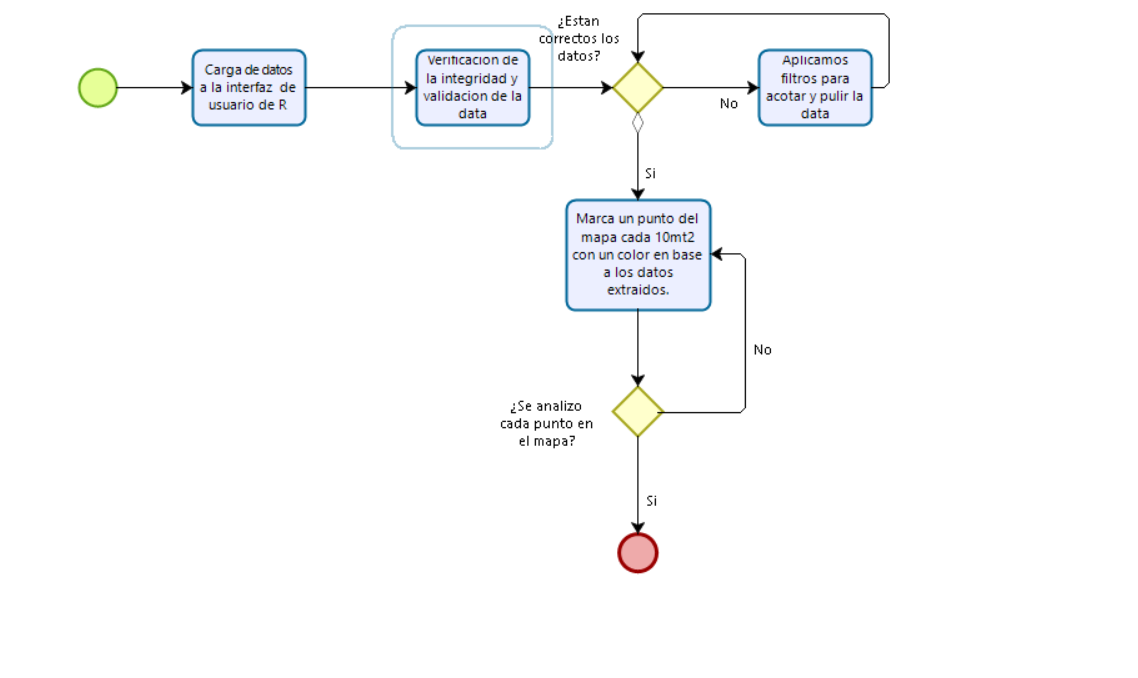 Carga de datos
a la interfaz de
usuario de R
Verificacion de
la integridad y
validacion de la
data
¿Estan
correctos los
datos?
No
Aplicamos
filtros para
acotar y pulir la
data
Si
Marca un punto del
mapa cada 10mt2
con un color en base
a los datos
extraidos.
No
¿Se analizo
cada punto en
el mapa?
Si